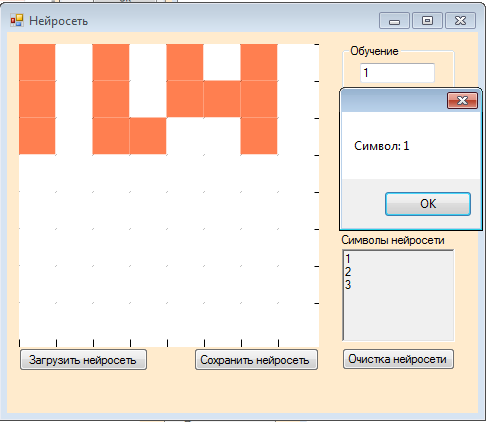 Нейросеть
Обучение
1
Символ: 1
OK
Символы нейросети
1
2
3
Загрузить нейросеть
Сохранить нейросеть
Очистка нейросети